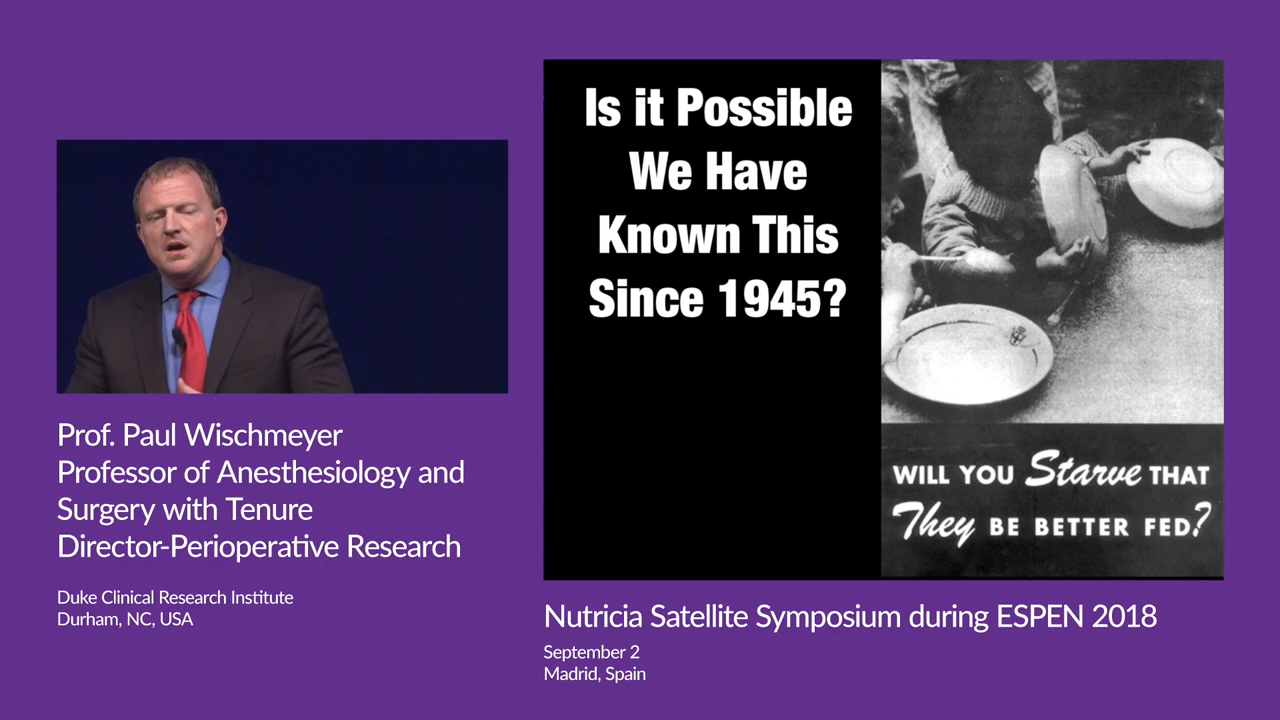 Is it Possible
We Have
Known This
Since 1945?
WILL YOU Starve THAT
They BE BETTER FED?
Prof. Paul Wischmeyer
Professor of Anesthesiology and
Surgery with Tenure
Director-Perioperative Research
Duke Clinical Research Institute
Durham, NC, USA
Nutricia Satellite Symposium during ESPEN 2018
September 2
Madrid, Spain